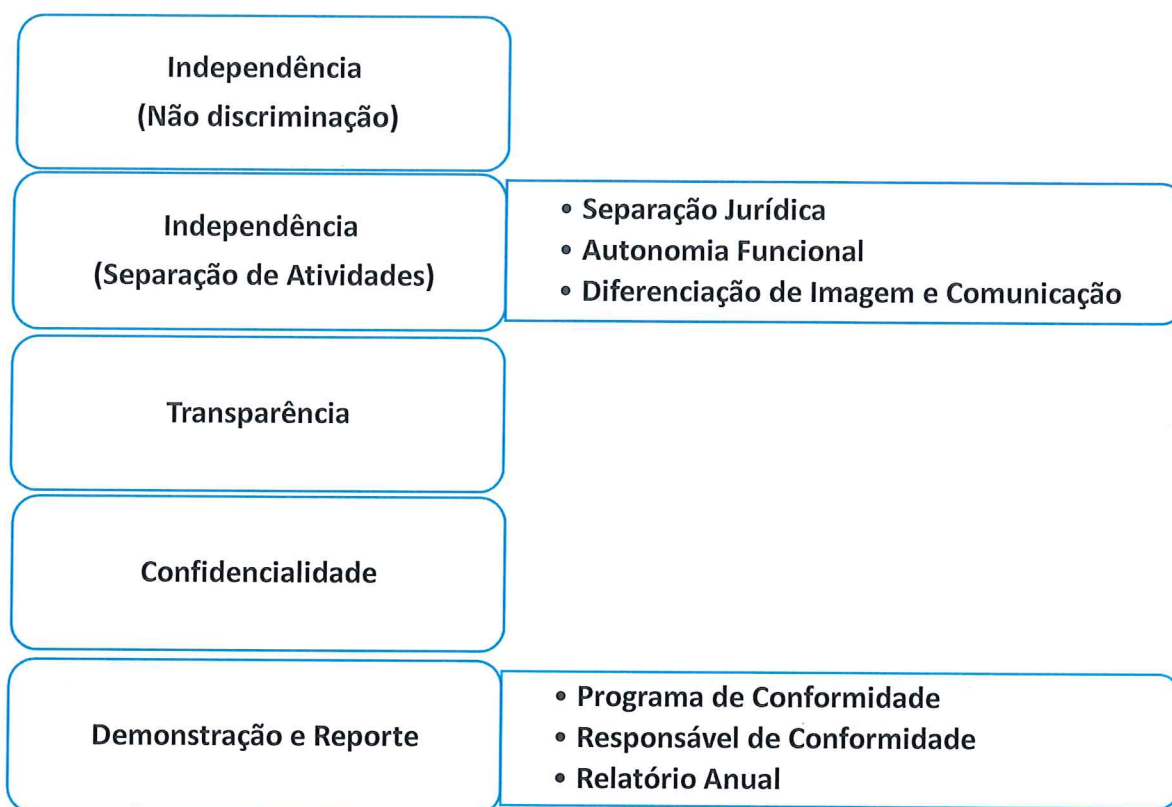 Independência
(Não discriminação)
Independência
(Separação de Atividades)
• Separação Jurídica
• Autonomia Funcional
• Diferenciação de Imagem e Comunicação
Transparência
Confidencialidade
Demonstração e Reporte
• Programa de Conformidade
• Responsável de Conformidade
• Relatório Anual